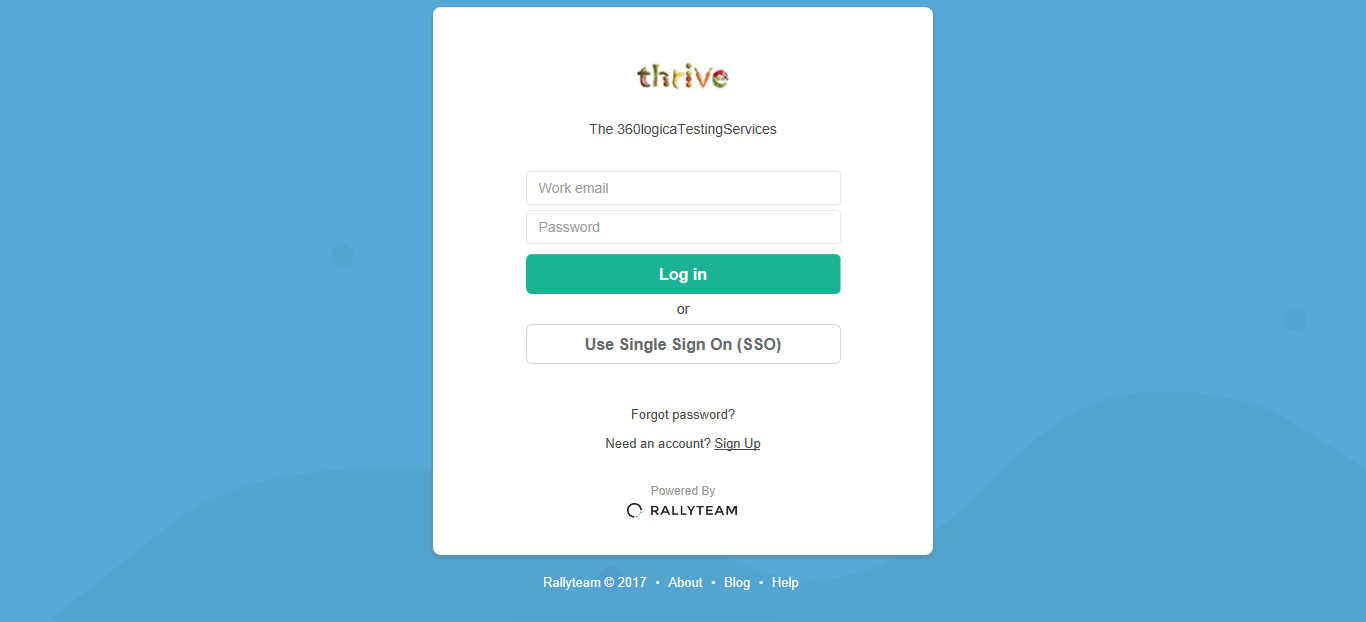 thrive
The 360logicaTestingServices
Work email
Password
Log in
or
Use Single Sign On (SSO)
Forgot password?
Need an account? Sign Up
Powered By
RALLYTEAM
Rallyteam © 2017 • About • Blog • Help